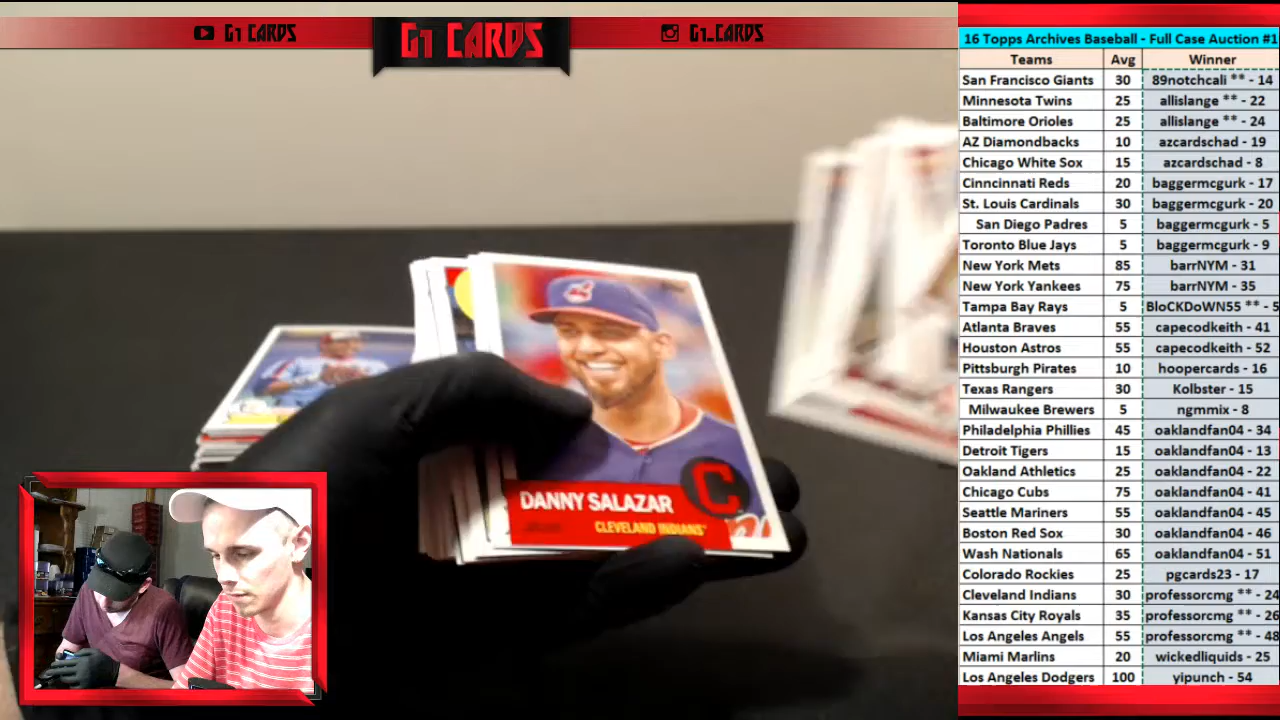 G1 CARDS
G1 CARDS
G1_CARDS
DANNY SALAZAR
CLEVELAND INDIANS
C
16 Topps Archives Baseball - Full Case Auction #1
Teams Avg Winner
San Francisco Giants 30 89notchcali ** - 14
Minnesota Twins 25 allislange ** - 22
Baltimore Orioles 25 allislange ** - 24
AZ Diamondbacks 10 azcardschad - 19
Chicago White Sox 15 azcardschad - 8
Cinncinnati Reds 20 baggermcgurk - 17
St. Louis Cardinals 30 baggermcgurk - 20
San Diego Padres 5 baggermcgurk - 5
Toronto Blue Jays 5 baggermcgurk - 9
New York Mets 85 barrNYM - 31
New York Yankees 75 barrNYM - 35
Tampa Bay Rays 5 BloCKDoWN55 ** - 5
Atlanta Braves 55 capecodkeith - 41
Houston Astros 55 capecodkeith - 52
Pittsburgh Pirates 10 hoopercards - 16
Texas Rangers 30 Kolbster - 15
Milwaukee Brewers 5 ngmmix - 8
Philadelphia Phillies 45 oaklandfan04 - 34
Detroit Tigers 15 oaklandfan04 - 13
Oakland Athletics 25 oaklandfan04 - 22
Chicago Cubs 75 oaklandfan04 - 41
Seattle Mariners 55 oaklandfan04 - 45
Boston Red Sox 30 oaklandfan04 - 46
Wash Nationals 65 oaklandfan04 - 51
Colorado Rockies 25 pgcards23 - 17
Cleveland Indians 30 professorcmg ** - 24
Kansas City Royals 35 professorcmg ** - 26
Los Angeles Angels 55 professorcmg ** - 48
Miami Marlins 20 wickedliquids - 25
Los Angeles Dodgers 100 yipunch - 54